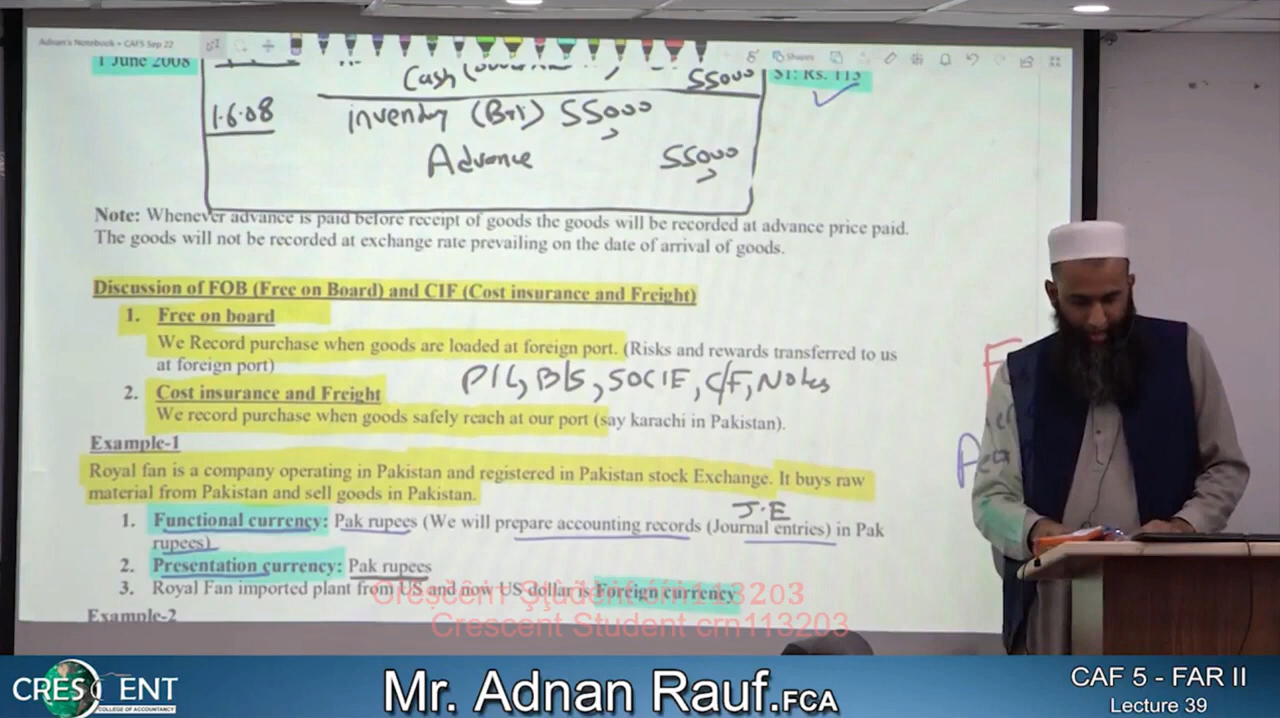 Adnan's Notebook • CAF5 Sep 22
Shapes
1 June 2008
Cash
55000
$1: Rs. 113
1.6.08
inventory
55000
Advance
55000
Note: Whenever advance is paid before receipt of goods the goods will be recorded at advance price paid.
The goods will not be recorded at exchange rate prevailing on the date of arrival of goods.
Discussion of FOB (Free on Board) and CIF (Cost insurance and Freight)
1. Free on board
We Record purchase when goods are loaded at foreign port. (Risks and rewards transferred to us
at foreign port)
P/L, B/S, SOCIE, C/F, Notes
2. Cost insurance and Freight
We record purchase when goods safely reach at our port (say karachi in Pakistan).
Example-1
Royal fan is a company operating in Pakistan and registered in Pakistan stock Exchange. It buys raw
material from Pakistan and sell goods in Pakistan.
J.E
1. Functional currency: Pak rupees (We will prepare accounting records (Journal entries) in Pak
rupees)
2. Presentation currency: Pak rupees
3. Royal Fan imported plant from US and now US dollar is Foreign currency
Crescent Student crn113203
Crescent Student crn113203
Example-2
CRESCENT
COLLEGE OF ACCOUNTANCY
Mr. Adnan Rauf.FCA
CAF 5 - FAR II
Lecture 39